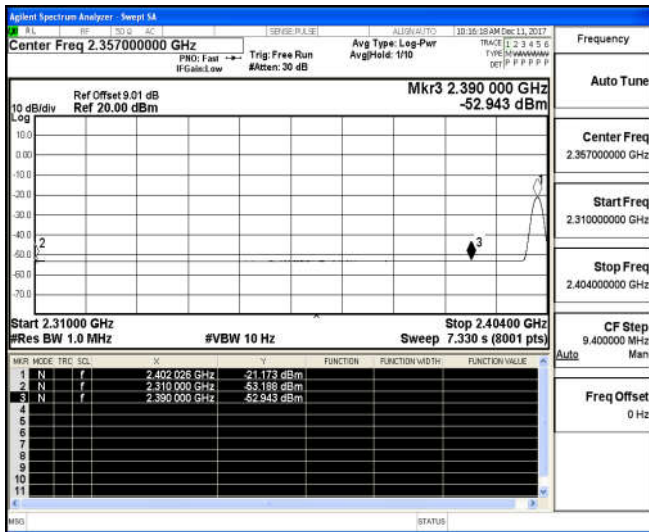 Agilent Spectrum Analyzer - Swept SA
RL RF 50 Ω AC SENSE:PULSE ALIGNAUTO 10:16:18 AM Dec 11, 2017
Center Freq 2.357000000 GHz
PNO: Fast
IFGain:Low
Trig: Free Run
#Atten: 30 dB
Avg Type: Log-Pwr
Avg|Hold: 1/10
TRACE 1 2 3 4 5 6
TYPE
DET P P P P P P
Ref Offset 9.01 dB
10 dB/div Ref 20.00 dBm
Log
Mkr3 2.390 000 GHz
-52.943 dBm
10.0
0.00
-10.0
-20.0
-30.0
-40.0
-50.0
-60.0
-70.0
1
2
3
Start 2.31000 GHz Stop 2.40400 GHz
#Res BW 1.0 MHz #VBW 10 Hz Sweep 7.330 s (8001 pts)
MKR MODE TRC SCL X Y FUNCTION FUNCTION WIDTH FUNCTION VALUE
1 N f 2.402 026 GHz -21.173 dBm
2 N f 2.310 000 GHz -53.188 dBm
3 N f 2.390 000 GHz -52.943 dBm
4
5
6
7
8
9
10
11
MSG STATUS
Frequency
Auto Tune
Center Freq
2.357000000 GHz
Start Freq
2.310000000 GHz
Stop Freq
2.404000000 GHz
CF Step
9.400000 MHz
Auto Man
Freq Offset
0 Hz